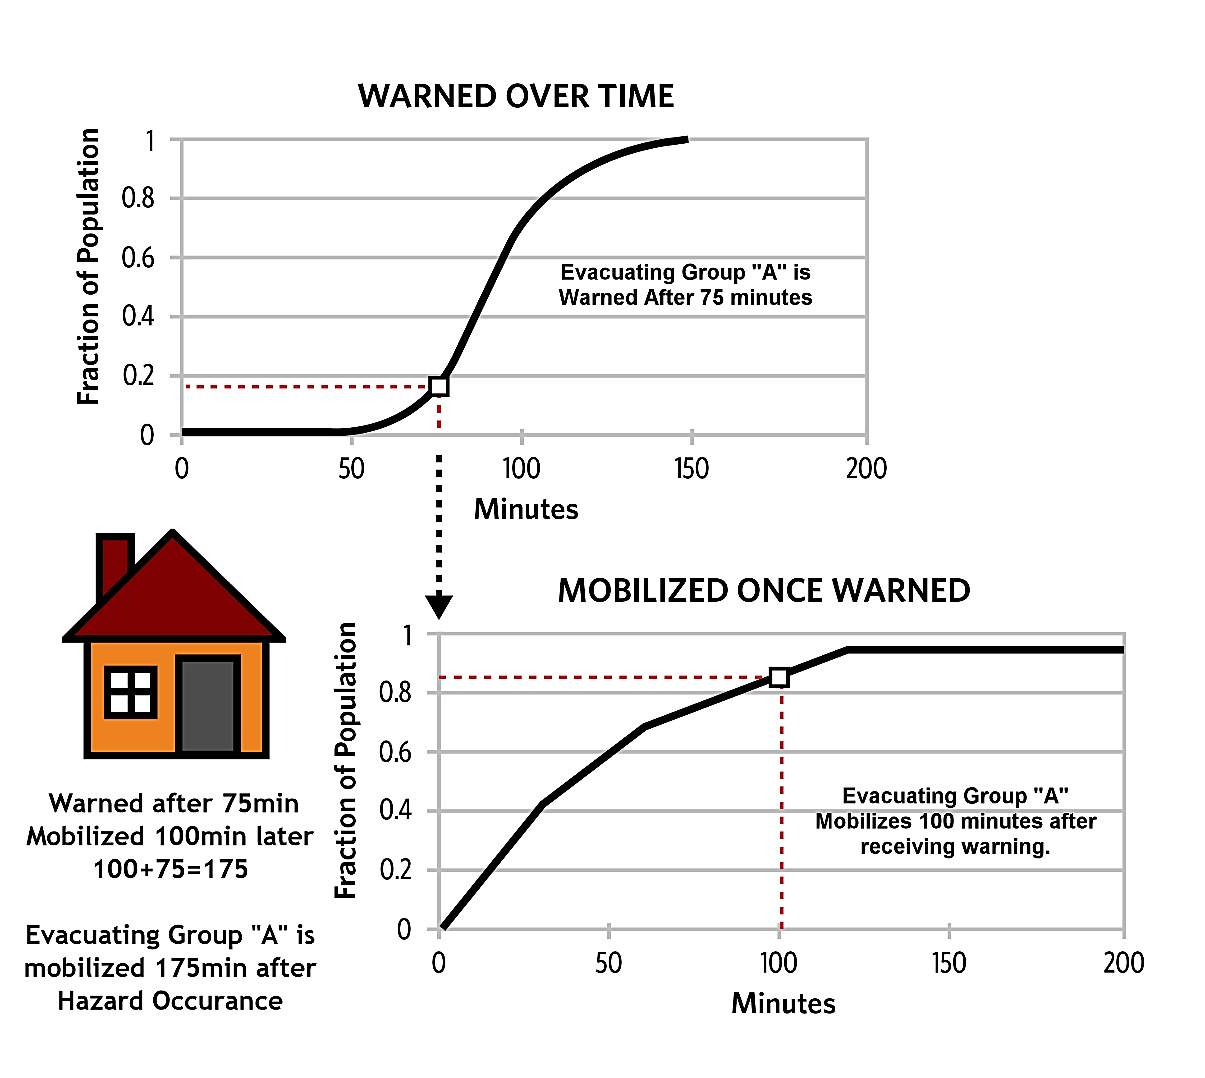 WARNED OVER TIME
Fraction of Population
1
0.8
0.6
0.4
0.2
0
Evacuating Group "A" is
Warned After 75 minutes
0 50 100 150 200
Minutes
MOBILIZED ONCE WARNED
Fraction of Population
1
0.8
0.6
0.4
0.2
0
Evacuating Group "A"
Mobilizes 100 minutes after
receiving warning.
0 50 100 150 200
Minutes
Warned after 75min
Mobilized 100min later
100+75=175
Evacuating Group "A" is
mobilized 175min after
Hazard Occurance